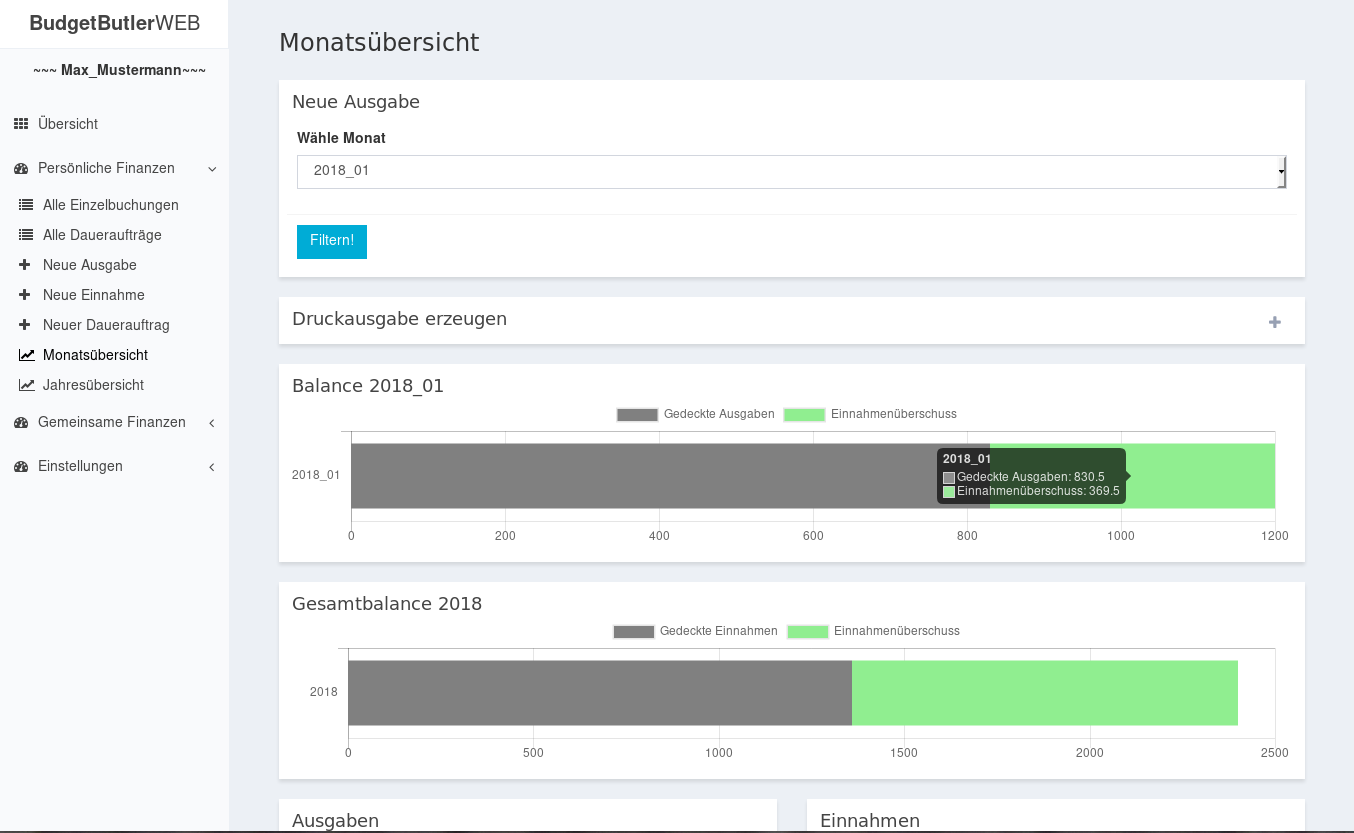 BudgetButlerWEB
~~~ Max_Mustermann~~~
Übersicht
Persönliche Finanzen
Alle Einzelbuchungen
Alle Daueraufträge
Neue Ausgabe
Neue Einnahme
Neuer Dauerauftrag
Monatsübersicht
Jahresübersicht
Gemeinsame Finanzen
Einstellungen
Monatsübersicht
Neue Ausgabe
Wähle Monat
2018_01
Filtern!
Druckausgabe erzeugen
Balance 2018_01
Gedeckte Ausgaben Einnahmenüberschuss
2018_01
2018_01
Gedeckte Ausgaben: 830.5
Einnahmenüberschuss: 369.5
0 200 400 600 800 1000 1200
Gesamtbalance 2018
Gedeckte Einnahmen Einnahmenüberschuss
2018
0 500 1000 1500 2000 2500
Ausgaben
Einnahmen